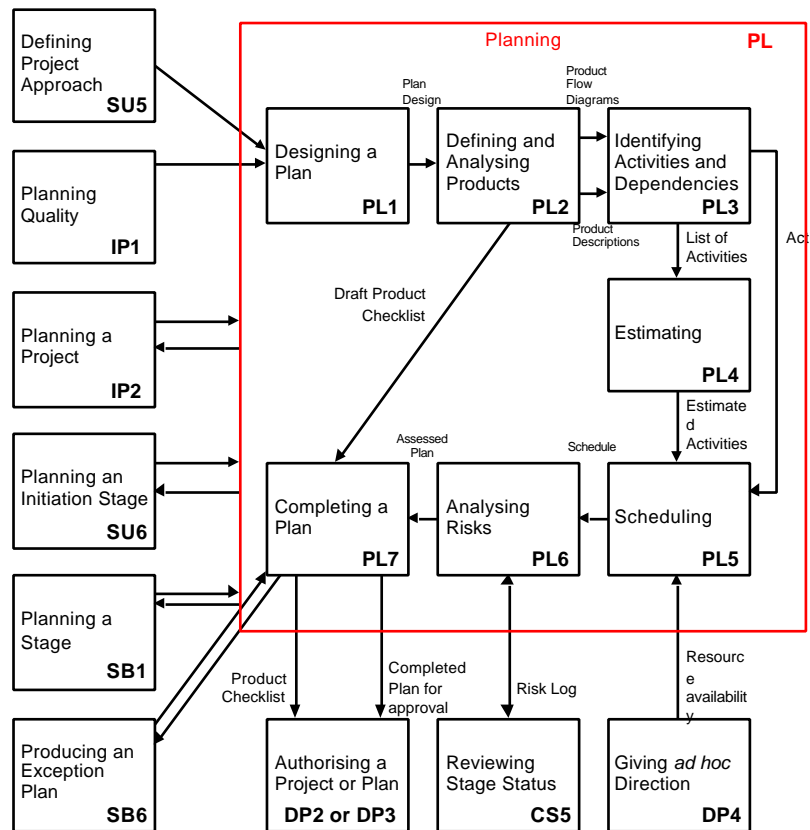 Defining
Project
Approach
SU5
Planning
PL
Plan
Design
Product
Flow
Diagrams
Designing a
Plan
PL1
Defining and
Analysing
Products
PL2
Identifying
Activities and
Dependencies
PL3
Planning
Quality
IP1
Product
Descriptions
List of
Activities
Act
Draft Product
Checklist
Planning a
Project
IP2
Estimating
PL4
Estimate
d
Activities
Assessed
Plan
Schedule
Planning an
Initiation Stage
SU6
Completing a
Plan
PL7
Analysing
Risks
PL6
Scheduling
PL5
Planning a
Stage
SB1
Product
Checklist
Completed
Plan for
approval
Risk Log
Resourc
e
availabilit
y
Producing an
Exception
Plan
SB6
Authorising a
Project or Plan
DP2 or DP3
Reviewing
Stage Status
CS5
Giving ad hoc
Direction
DP4